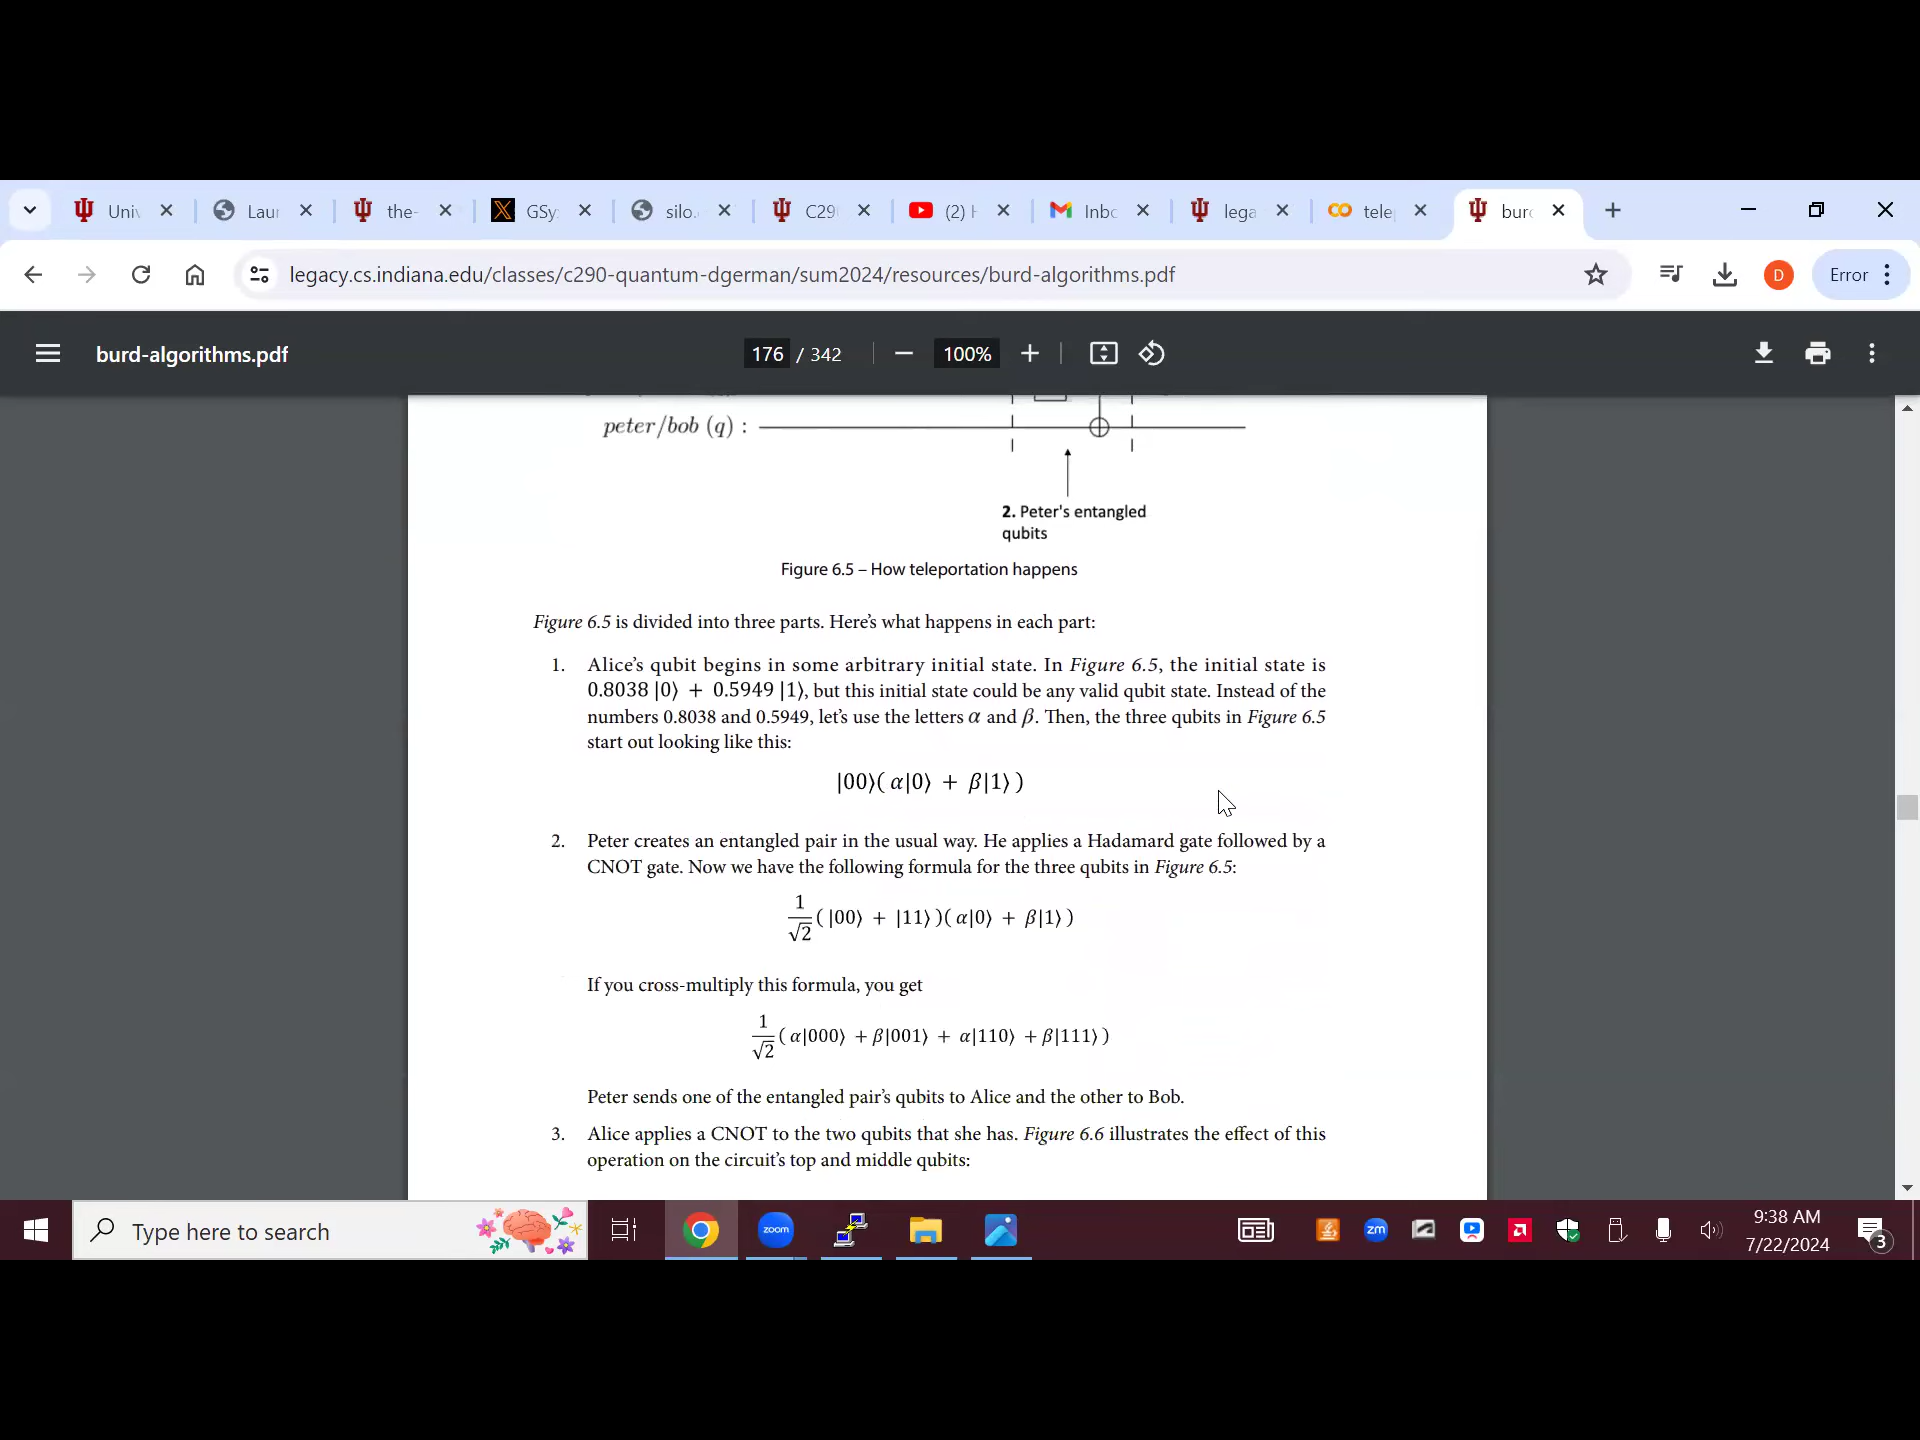 Univ
Laur
the-
GSy
silo.
C29
(2)
Inbc
lega
tele
burd
legacy.cs.indiana.edu/classes/c290-quantum-dgerman/sum2024/resources/burd-algorithms.pdf
D
Error
burd-algorithms.pdf
176 / 342
100%
peter/bob (q) :
2. Peter's entangled
qubits
Figure 6.5 – How teleportation happens
Figure 6.5 is divided into three parts. Here's what happens in each part:
1. Alice's qubit begins in some arbitrary initial state. In Figure 6.5, the initial state is
0.8038 |0⟩ + 0.5949 |1⟩, but this initial state could be any valid qubit state. Instead of the
numbers 0.8038 and 0.5949, let's use the letters α and β. Then, the three qubits in Figure 6.5
start out looking like this:
|00⟩( α|0⟩ + β|1⟩ )
2. Peter creates an entangled pair in the usual way. He applies a Hadamard gate followed by a
CNOT gate. Now we have the following formula for the three qubits in Figure 6.5:
1/√2 ( |00⟩ + |11⟩ )( α|0⟩ + β|1⟩ )
If you cross-multiply this formula, you get
1/√2 ( α|000⟩ + β|001⟩ + α|110⟩ + β|111⟩ )
Peter sends one of the entangled pair's qubits to Alice and the other to Bob.
3. Alice applies a CNOT to the two qubits that she has. Figure 6.6 illustrates the effect of this
operation on the circuit's top and middle qubits:
Type here to search
zoom
zm
9:38 AM
7/22/2024
3